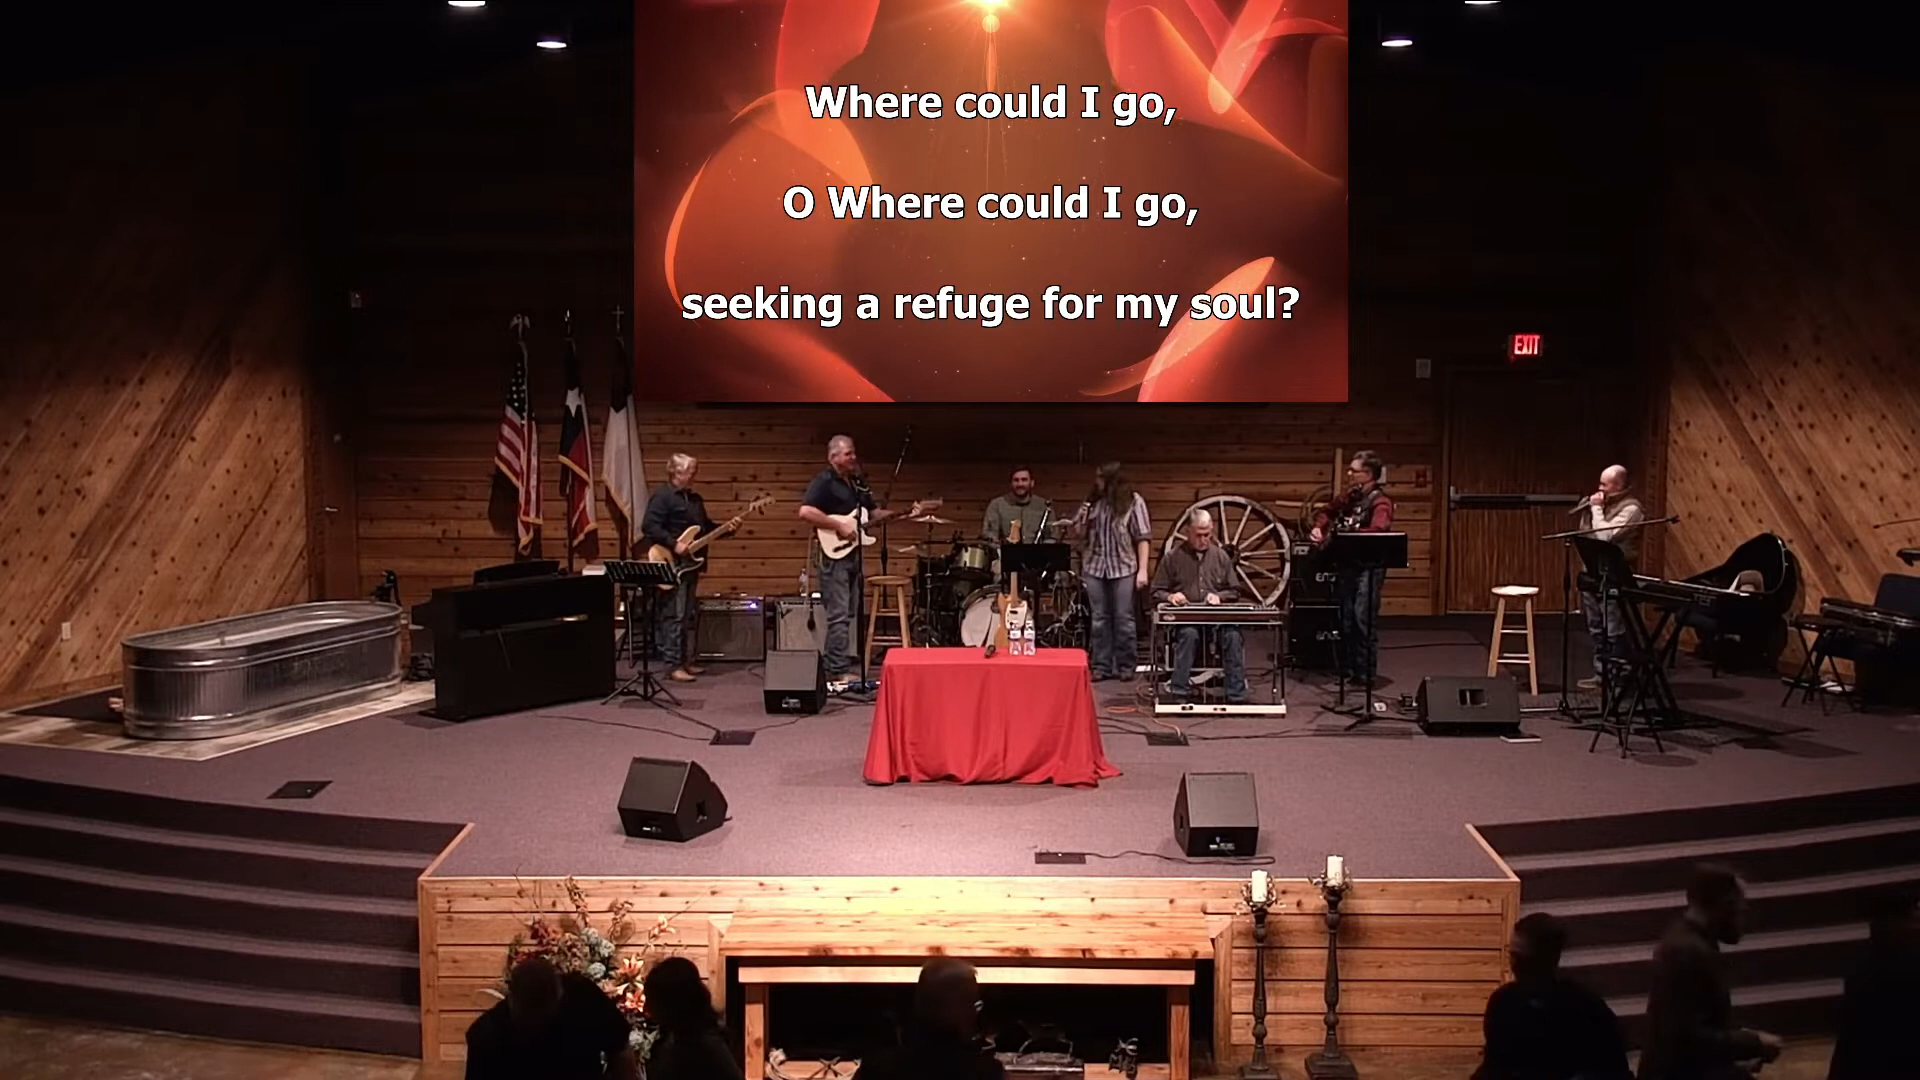 Where could I go,
O Where could I go,
seeking a refuge for my soul?
EXIT